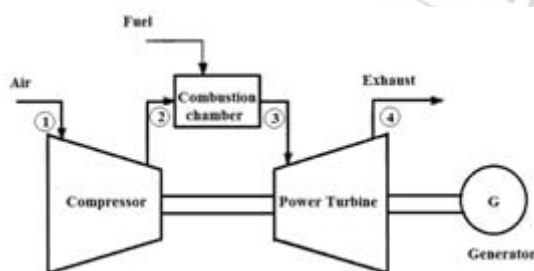 Fuel
Air
Exhaust
Combustion
chamber
1
2
3
4
Compressor
Power Turbine
G
Generator